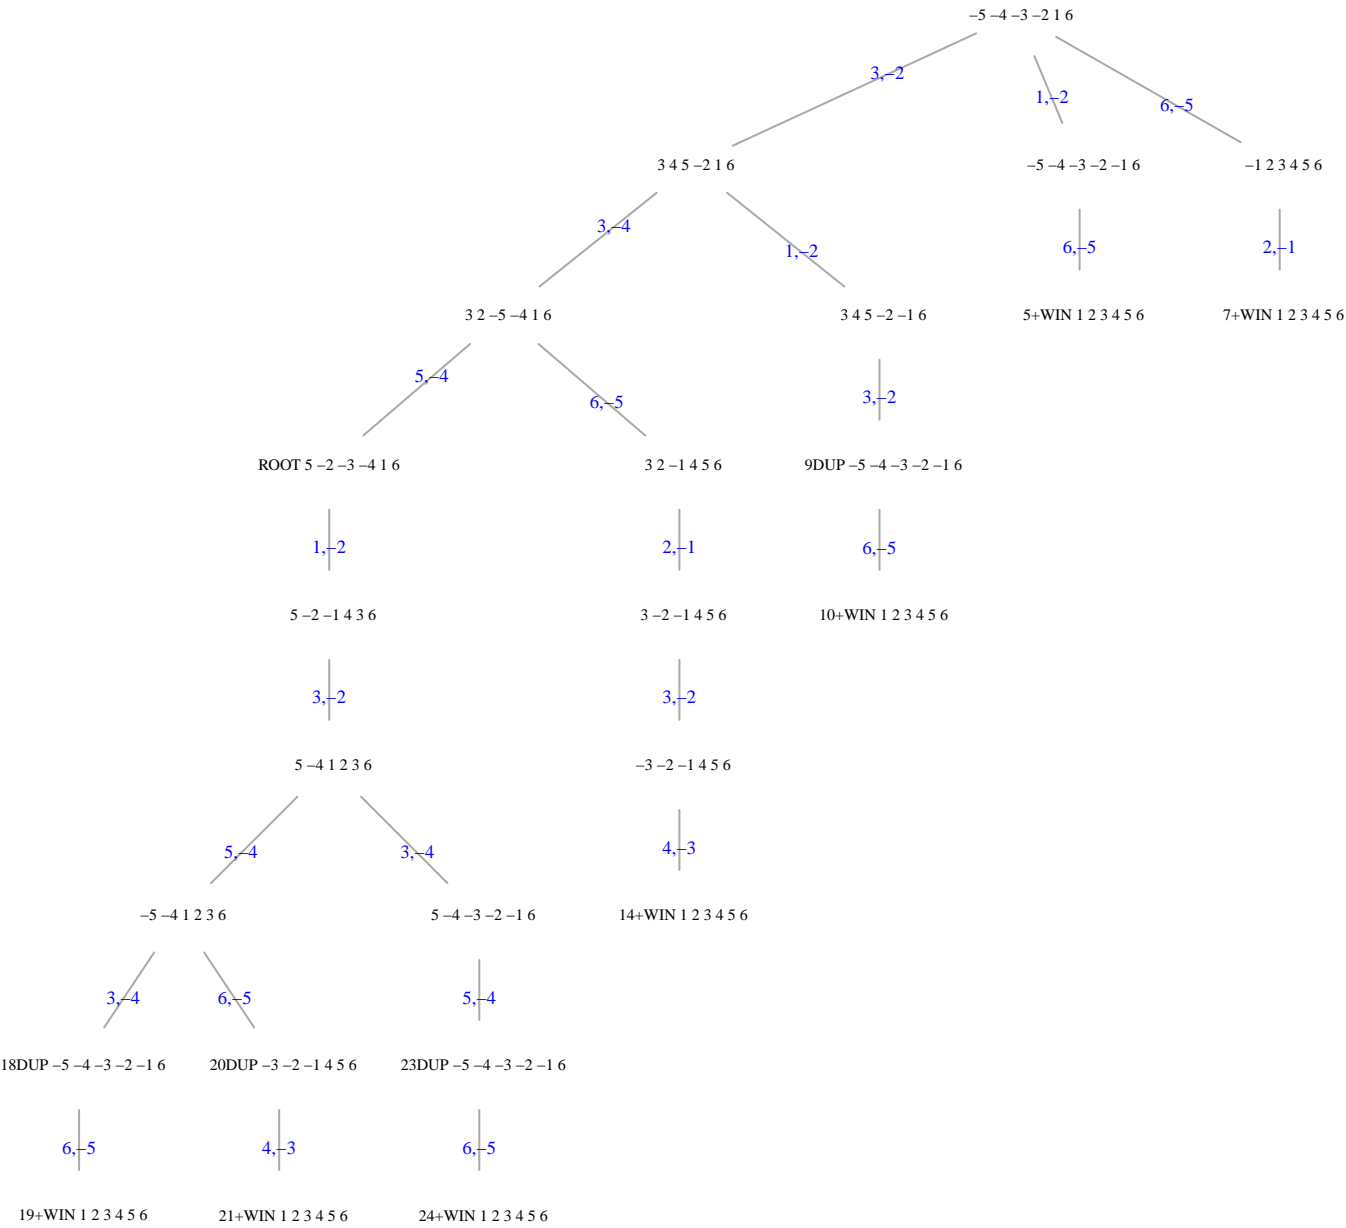 −5 −4 −3 −2 1 6
3,−2
1,−2
6,−5
3 4 5 −2 1 6
−5 −4 −3 −2 −1 6
−1 2 3 4 5 6
3,−4
1,−2
6,−5
2,−1
3 2 −5 −4 1 6
3 4 5 −2 −1 6
5+WIN 1 2 3 4 5 6
7+WIN 1 2 3 4 5 6
5,−4
6,−5
3,−2
ROOT 5 −2 −3 −4 1 6
3 2 −1 4 5 6
9DUP −5 −4 −3 −2 −1 6
1,−2
2,−1
6,−5
5 −2 −1 4 3 6
3 −2 −1 4 5 6
10+WIN 1 2 3 4 5 6
3,−2
3,−2
5 −4 1 2 3 6
−3 −2 −1 4 5 6
5,−4
3,−4
4,−3
−5 −4 1 2 3 6
5 −4 −3 −2 −1 6
14+WIN 1 2 3 4 5 6
3,−4
6,−5
5,−4
18DUP −5 −4 −3 −2 −1 6
20DUP −3 −2 −1 4 5 6
23DUP −5 −4 −3 −2 −1 6
6,−5
4,−3
6,−5
19+WIN 1 2 3 4 5 6
21+WIN 1 2 3 4 5 6
24+WIN 1 2 3 4 5 6